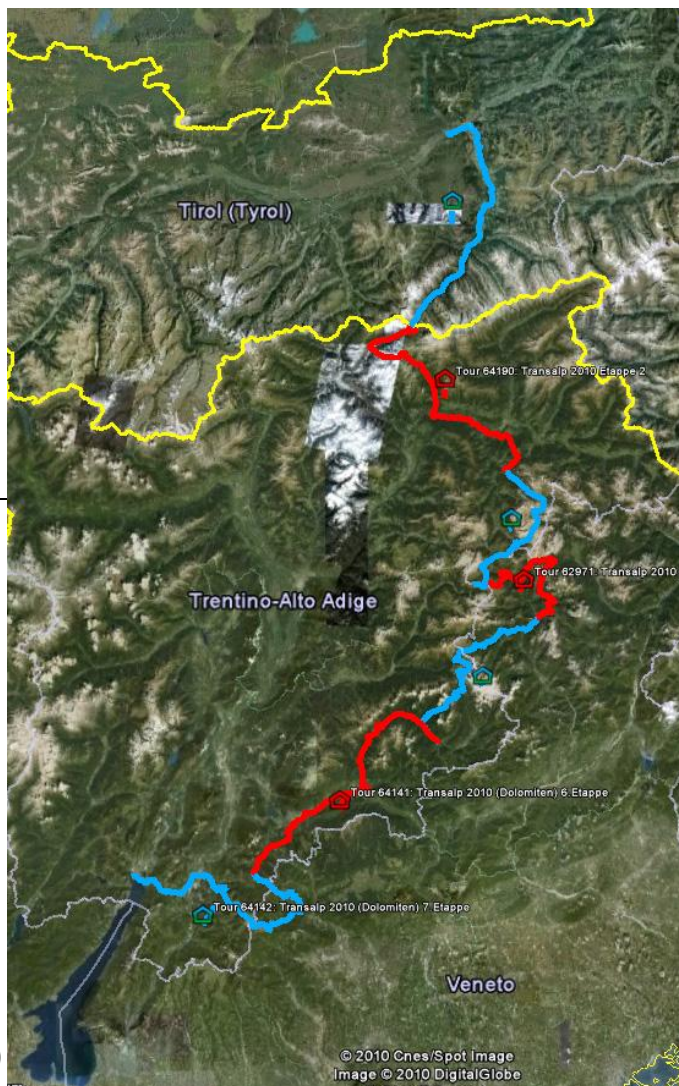 Tirol (Tyrol)
Tour 64190: Transalp 2010 Etappe 2
Tour 62971: Transalp 2010
Trentino-Alto Adige
Tour 64141: Transalp 2010 (Dolomiten) 6.Etappe
Tour 64142: Transalp 2010 (Dolomiten) 7.Etappe
Veneto
© 2010 Cnes/Spot Image
Image © 2010 DigitalGlobe